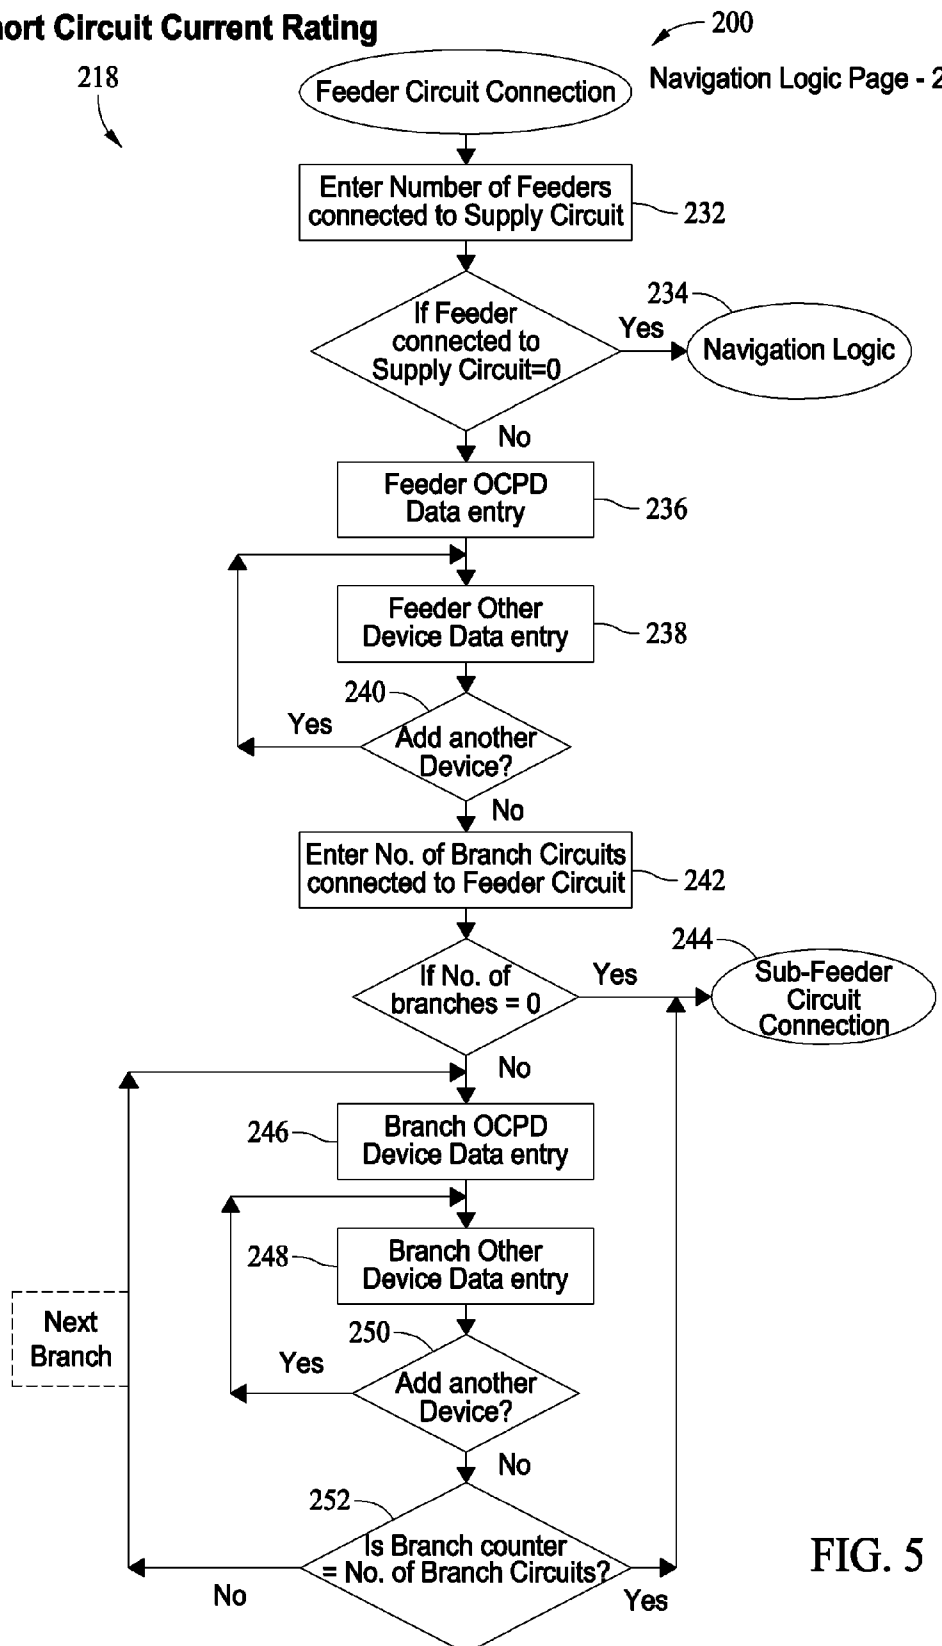 ort Circuit Current Rating
200
218
Feeder Circuit Connection
Navigation Logic Page - 2
Enter Number of Feeders
connected to Supply Circuit
232
If Feeder
connected to
Supply Circuit=0
Yes
234
Navigation Logic
No
Feeder OCPD
Data entry
236
Feeder Other
Device Data entry
238
240
Yes
Add another
Device?
No
Enter No. of Branch Circuits
connected to Feeder Circuit
242
If No. of
branches = 0
Yes
244
Sub-Feeder
Circuit
Connection
No
246
Branch OCPD
Device Data entry
248
Branch Other
Device Data entry
Next
Branch
250
Yes
Add another
Device?
No
252
Is Branch counter
= No. of Branch Circuits?
No
Yes
FIG. 5